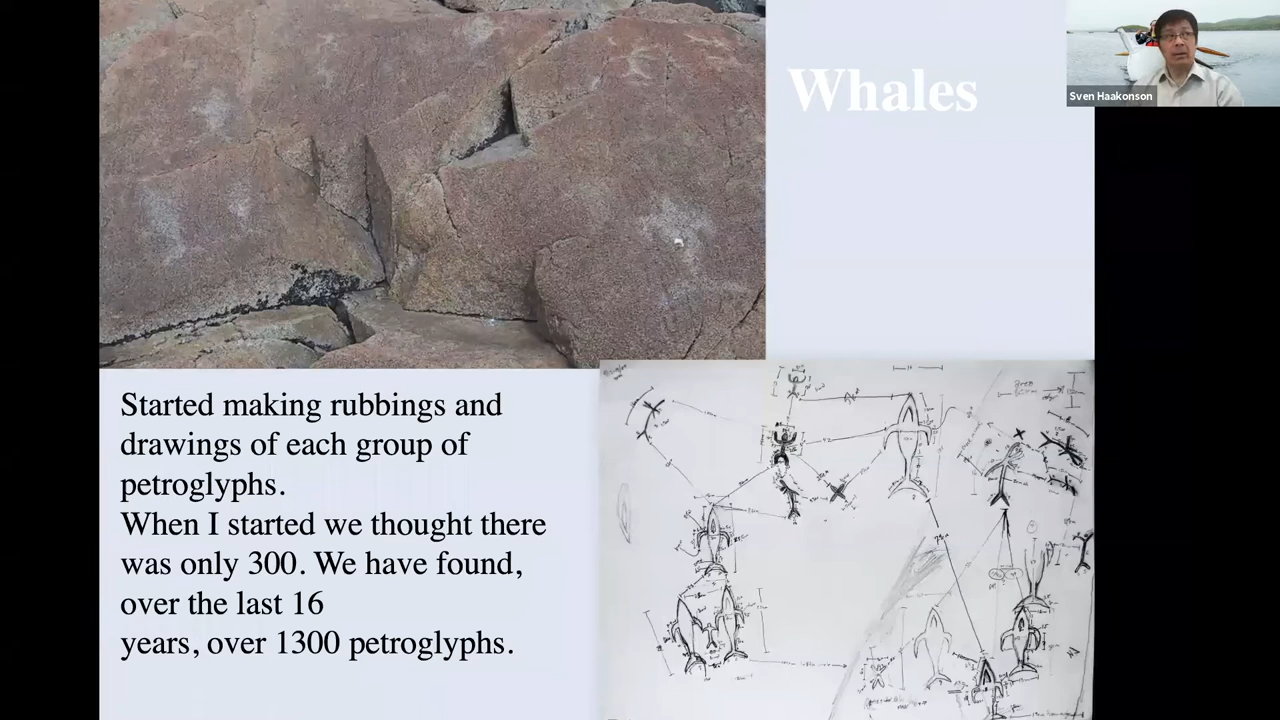 Whales
Sven Haakonson
Started making rubbings and
drawings of each group of
petroglyphs.
When I started we thought there
was only 300. We have found,
over the last 16
years, over 1300 petroglyphs.